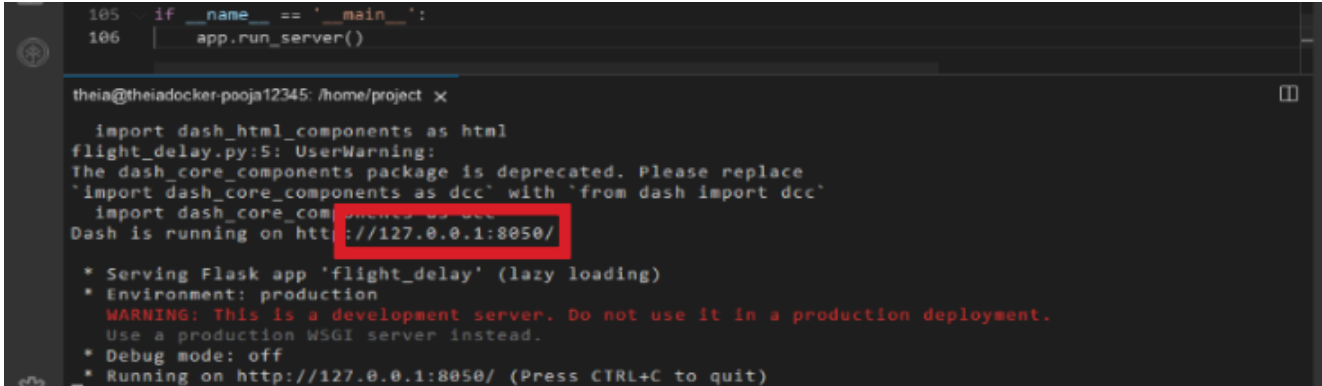 105 if __name__ == '__main__':
106 app.run_server()
theia@theiadocker-pooja12345: /home/project ×
import dash_html_components as html
flight_delay.py:5: UserWarning:
The dash_core_components package is deprecated. Please replace
`import dash_core_components as dcc` with `from dash import dcc`
import dash_core_components as dcc
Dash is running on http://127.0.0.1:8050/
* Serving Flask app 'flight_delay' (lazy loading)
* Environment: production
WARNING: This is a development server. Do not use it in a production deployment.
Use a production WSGI server instead.
* Debug mode: off
* Running on http://127.0.0.1:8050/ (Press CTRL+C to quit)